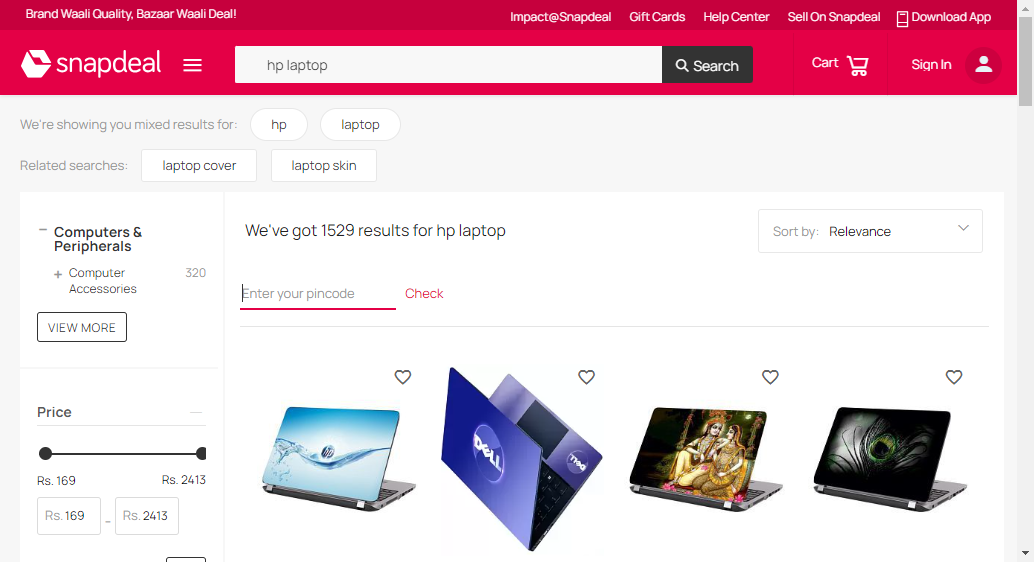 Brand Waali Quality, Bazaar Waali Deal!
Impact@Snapdeal Gift Cards Help Center Sell On Snapdeal Download App
snapdeal hp laptop Search Cart Sign In
We're showing you mixed results for: hp laptop
Related searches: laptop cover laptop skin
Computers &
Peripherals
Computer 320
Accessories
VIEW MORE
We've got 1529 results for hp laptop
Sort by: Relevance
Enter your pincode Check
Price
Rs. 169 Rs. 2413
Rs. 169 - Rs. 2413
hp
DELL
DELL